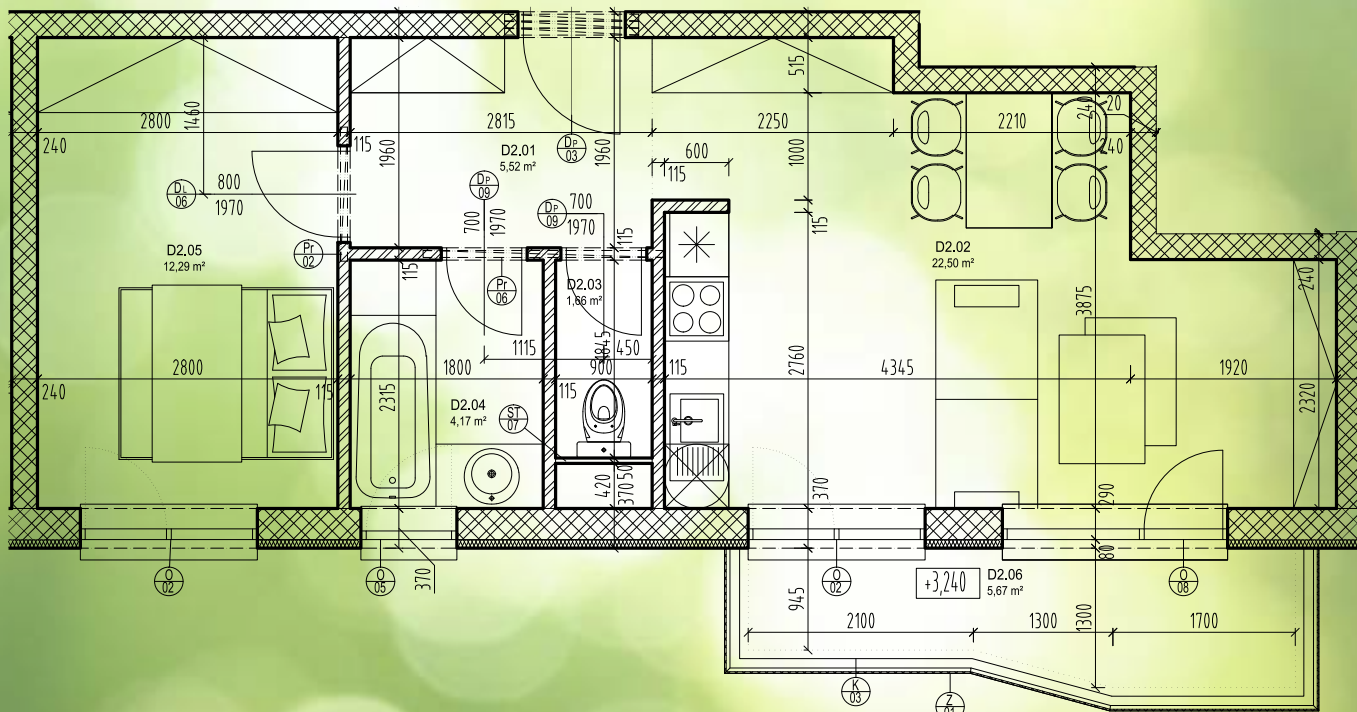 515
2800
1460
240
115
1960
2815
D2.01
5,52 m²
DP
03
1960
2250
600
115
1000
2210
240
20
240
DL
06
800
1970
DP
09
700
1970
DP
09
700
1970
115
115
D2.05
12,29 m²
Pr
02
115
Pr
06
D2.03
1,66 m²
D2.02
22,50 m²
3875
240
2800
240
115
1800
2315
1115
1845
450
900
115
115
2760
4345
1920
2320
D2.04
4,17 m²
ST
07
420
370
50
370
290
O
02
O
05
370
O
02
+3,240
D2.06
5,67 m²
80
O
08
945
2100
1300
1300
1700
K
03
Z
01